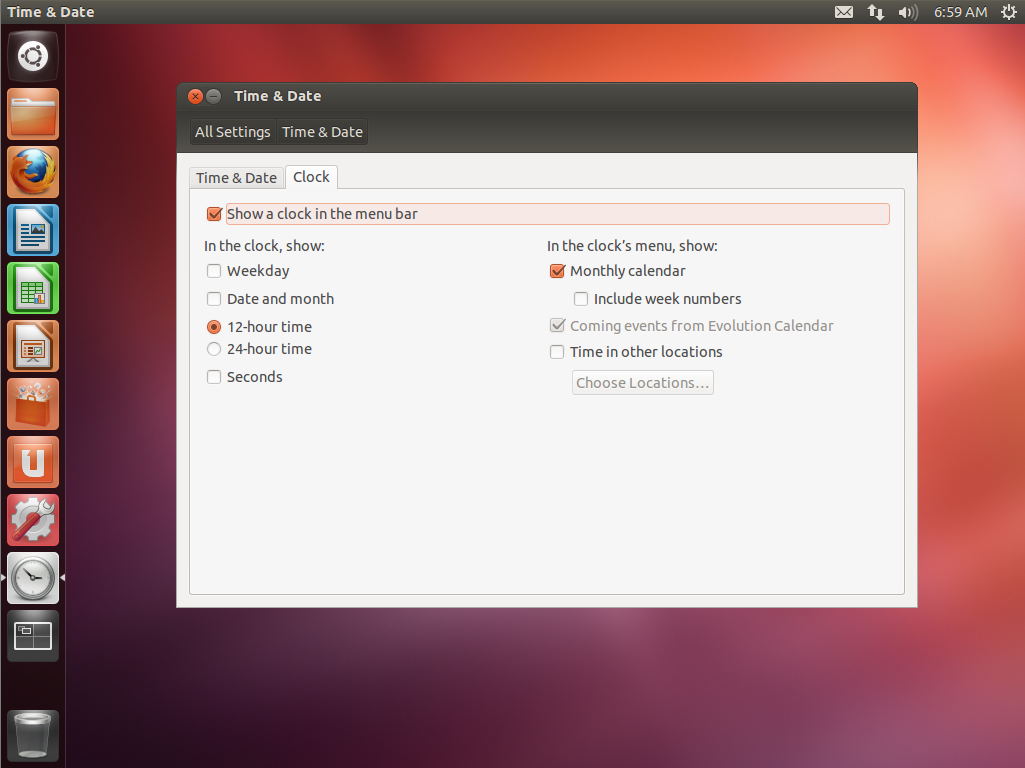 Time & Date
6:59 AM
Time & Date
All Settings Time & Date
Time & Date Clock
Show a clock in the menu bar
In the clock, show:
Weekday
Date and month
12-hour time
24-hour time
Seconds
In the clock's menu, show:
Monthly calendar
Include week numbers
Coming events from Evolution Calendar
Time in other locations
Choose Locations...